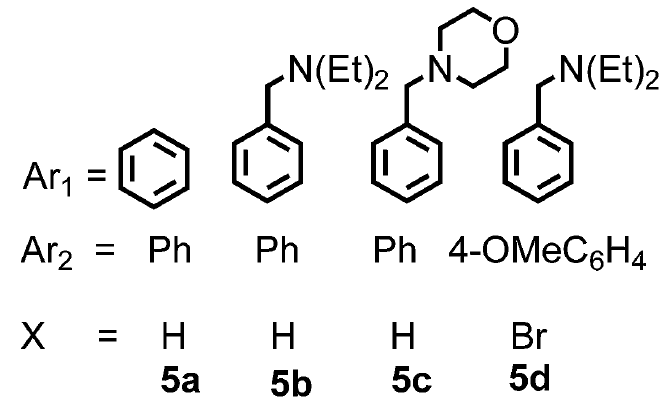 O
N(Et)₂ N N(Et)₂
Ar₁ =
Ar₂ = Ph Ph Ph 4-OMeC₆H₄
X = H H H Br
5a 5b 5c 5d